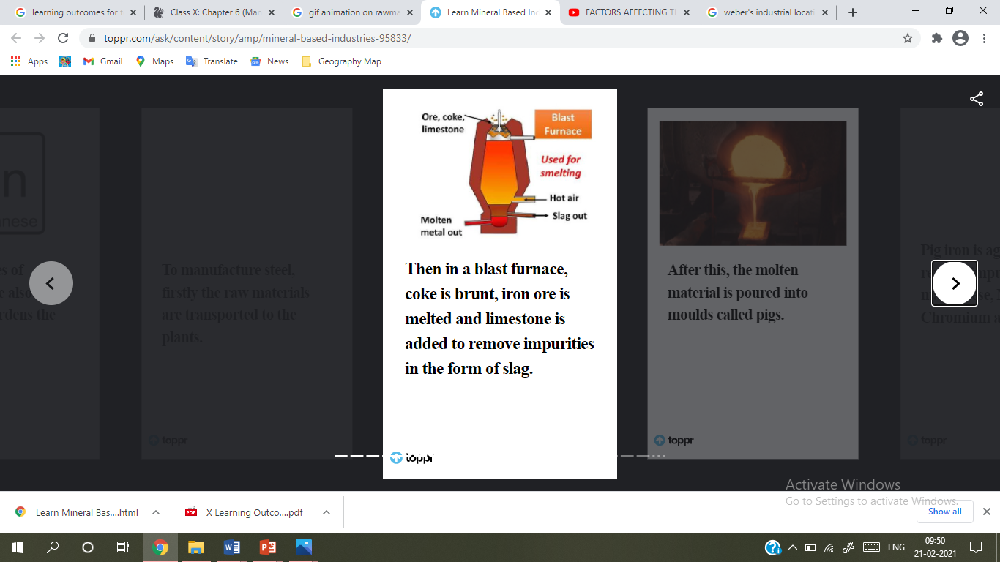 learning outcomes for t
Class X: Chapter 6 (Man
gif animation on rawma
Learn Mineral Based Ind
FACTORS AFFECTING T
weber's industrial locati
toppr.com/ask/content/story/amp/mineral-based-industries-95833/
Apps
Gmail
Maps
Translate
News
Geography Map
n
nese
s of
e also
rdens the
To manufacture steel,
firstly the raw materials
are transported to the
plants.
toppr
Ore, coke,
limestone
Blast
Furnace
Used for
smelting
Hot air
Slag out
Molten
metal out
Then in a blast furnace,
coke is brunt, iron ore is
melted and limestone is
added to remove impurities
in the form of slag.
toppr
After this, the molten
material is poured into
moulds called pigs.
toppr
Pig iron is ag
Chromium a
toppr
Activate Windows
Go to Settings to activate Windows.
Learn Mineral Bas....html
PDF
X Learning Outco....pdf
Show all
ENG
09:50
21-02-2021